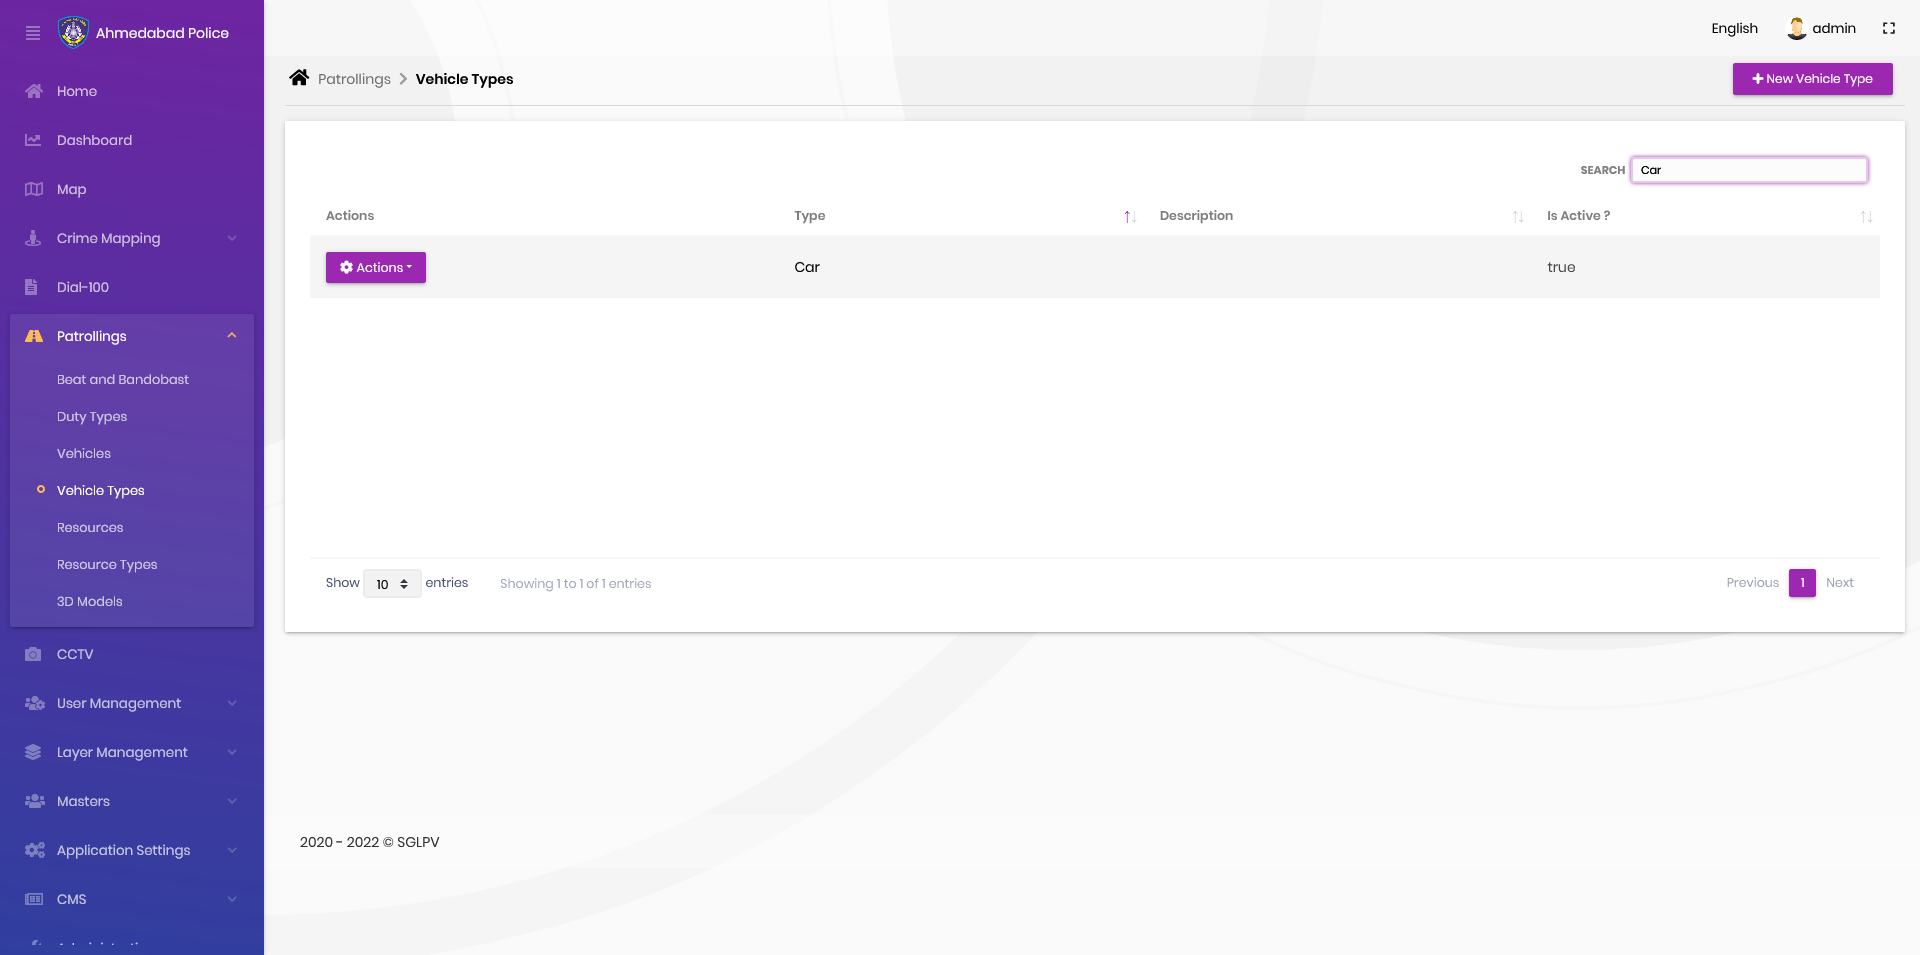 Ahmedabad Police
English
admin
Home
Dashboard
Map
Crime Mapping
Dial-100
Patrollings
Beat and Bandobast
Duty Types
Vehicles
Vehicle Types
Resources
Resource Types
3D Models
CCTV
User Management
Layer Management
Masters
Application Settings
CMS
Patrollings Vehicle Types
New Vehicle Type
SEARCH Car
Actions Type Description Is Active ?
Actions Car true
Show 10 entries Showing 1 to 1 of 1 entries Previous 1 Next
2020 - 2022 © SGLPV